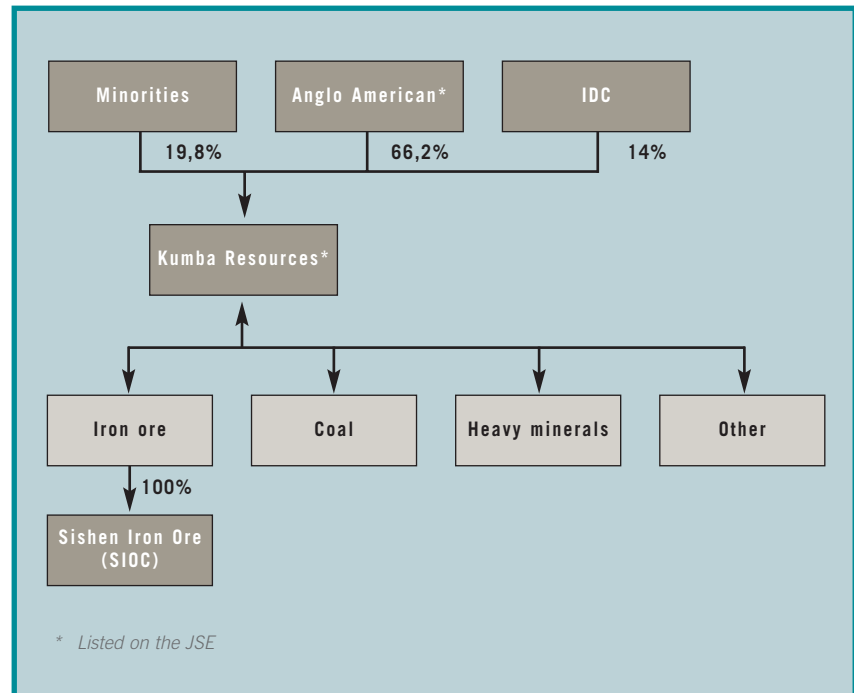 Minorities
Anglo American*
IDC
19,8%
66,2%
14%
Kumba Resources*
Iron ore
Coal
Heavy minerals
Other
100%
Sishen Iron Ore
(SIOC)
* Listed on the JSE